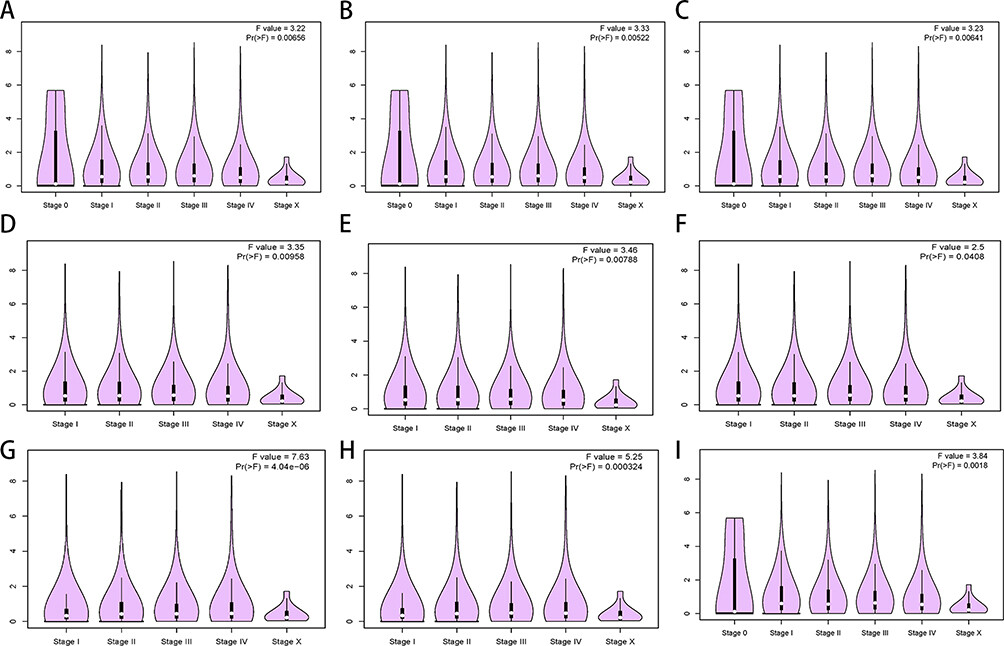 A
F value = 3.22
Pr(>F) = 0.00656
8
6
4
2
0
Stage 0 Stage I Stage II Stage III Stage IV Stage X
B
F value = 3.33
Pr(>F) = 0.00522
8
6
4
2
0
Stage 0 Stage I Stage II Stage III Stage IV Stage X
C
F value = 3.23
Pr(>F) = 0.00641
8
6
4
2
0
Stage 0 Stage I Stage II Stage III Stage IV Stage X
D
F value = 3.35
Pr(>F) = 0.00958
8
6
4
2
0
Stage I Stage II Stage III Stage IV Stage X
E
F value = 3.46
Pr(>F) = 0.00788
8
6
4
2
0
Stage I Stage II Stage III Stage IV Stage X
F
F value = 2.5
Pr(>F) = 0.0408
8
6
4
2
0
Stage I Stage II Stage III Stage IV Stage X
G
F value = 7.63
Pr(>F) = 4.04e−06
8
6
4
2
0
Stage I Stage II Stage III Stage IV Stage X
H
F value = 5.25
Pr(>F) = 0.000324
8
6
4
2
0
Stage I Stage II Stage III Stage IV Stage X
I
F value = 3.84
Pr(>F) = 0.0018
8
6
4
2
0
Stage 0 Stage I Stage II Stage III Stage IV Stage X